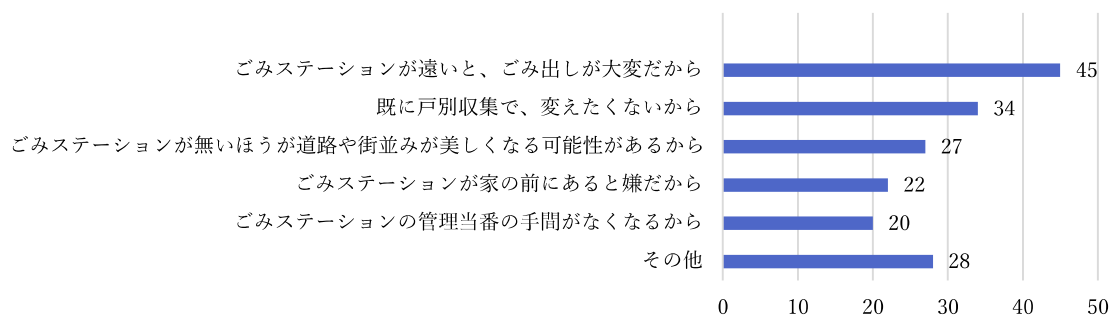 ごみステーションが遠いと、ごみ出しが大変だから 45
既に戸別収集で、変えたくないから 34
ごみステーションが無いほうが道路や街並みが美しくなる可能性があるから 27
ごみステーションが家の前にあると嫌だから 22
ごみステーションの管理当番の手間がなくなるから 20
その他 28
0 10 20 30 40 50